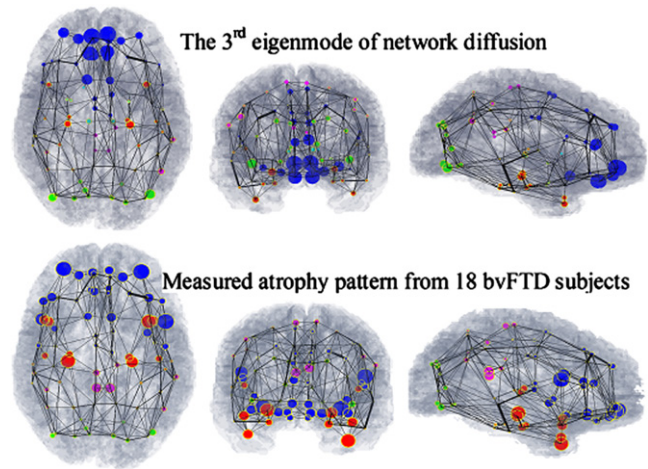 The 3rd eigenmode of network diffusion
Measured atrophy pattern from 18 bvFTD subjects